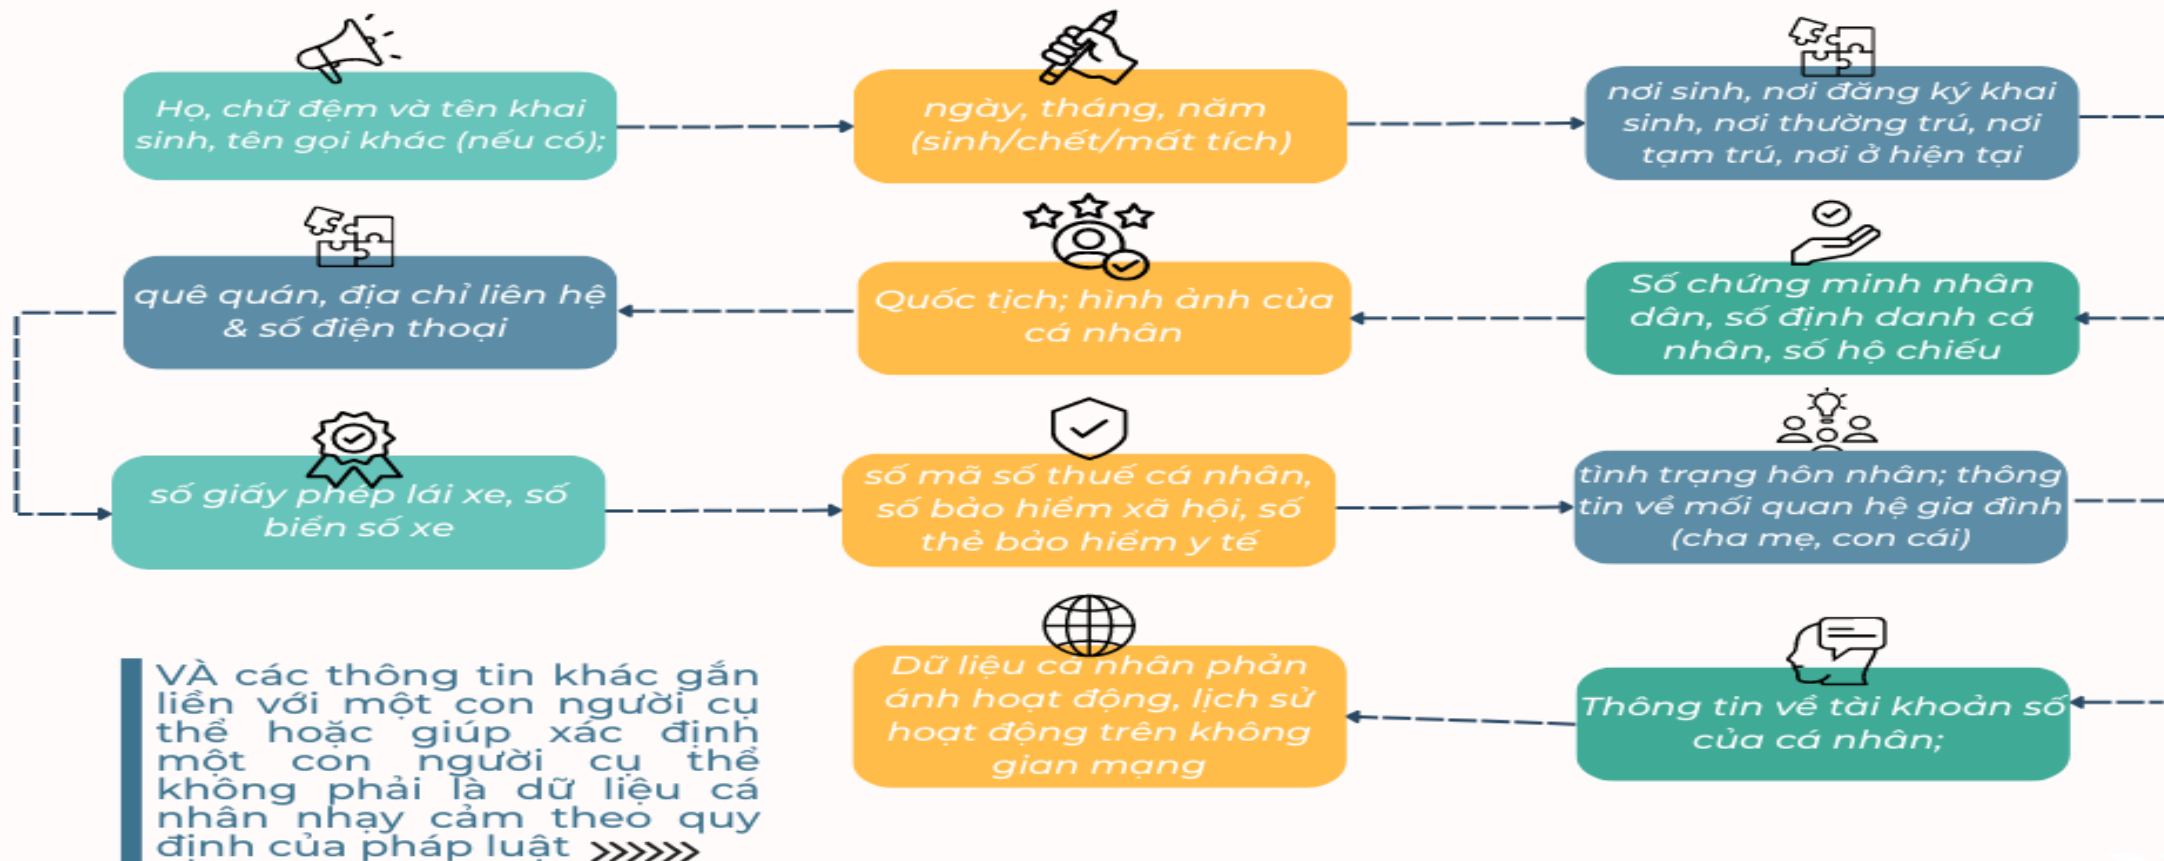 Họ, chữ đệm và tên khai
sinh, tên gọi khác (nếu có);
ngày, tháng, năm
(sinh/chết/mất tích)
nơi sinh, nơi đăng ký khai
sinh, nơi thường trú, nơi
tạm trú, nơi ở hiện tại
Số chứng minh nhân
dân, số định danh cá
nhân, số hộ chiếu
Quốc tịch; hình ảnh của
cá nhân
quê quán, địa chỉ liên hệ
& số điện thoại
số giấy phép lái xe, số
biển số xe
số mã số thuế cá nhân,
số bảo hiểm xã hội, số
thẻ bảo hiểm y tế
tình trạng hôn nhân; thông
tin về mối quan hệ gia đình
(cha mẹ, con cái)
Thông tin về tài khoản số
của cá nhân;
Dữ liệu cá nhân phản
ánh hoạt động, lịch sử
hoạt động trên không
gian mạng
VÀ các thông tin khác gắn
liền với một con người cụ
thể hoặc giúp xác định
một con người cụ thể
không phải là dữ liệu cá
nhân nhạy cảm theo quy
định của pháp luật